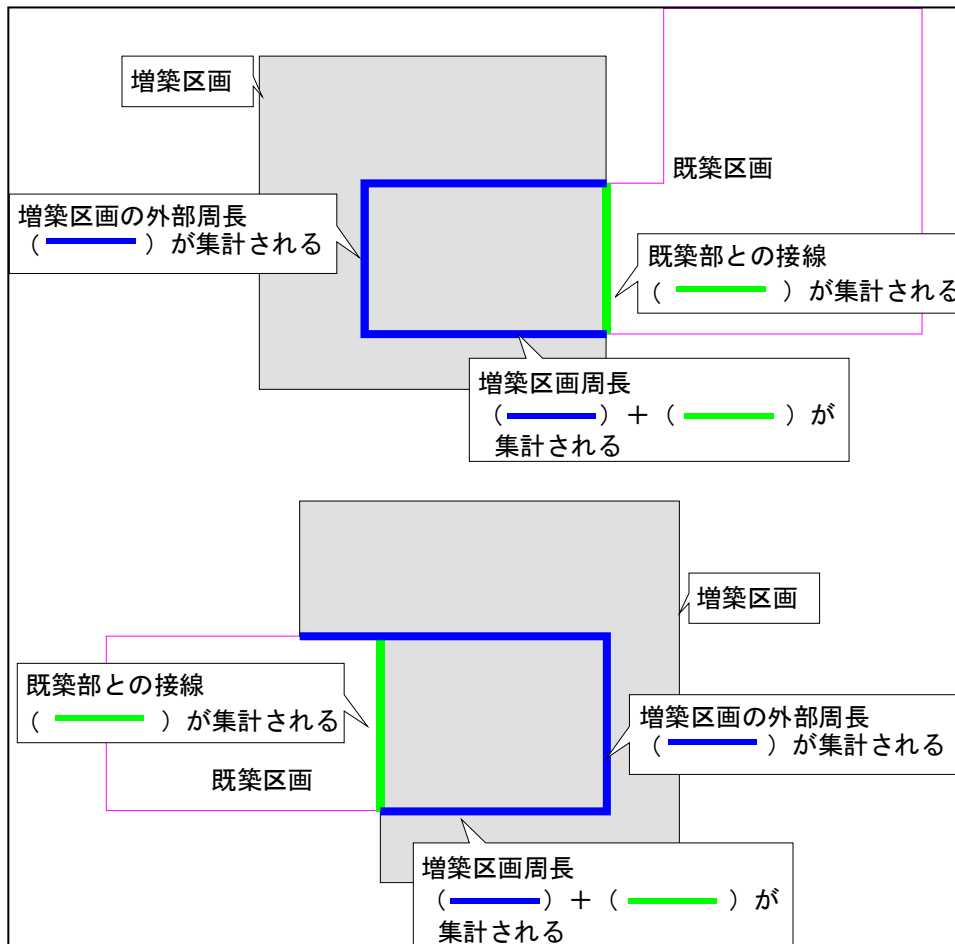 増築区画
既築区画
増築区画の外部周長
（ ）が集計される
既築部との接線
（ ）が集計される
増築区画周長
（ ）＋（ ）が
集計される
増築区画
既築部との接線
（ ）が集計される
増築区画の外部周長
（ ）が集計される
既築区画
増築区画周長
（ ）＋（ ）が
集計される